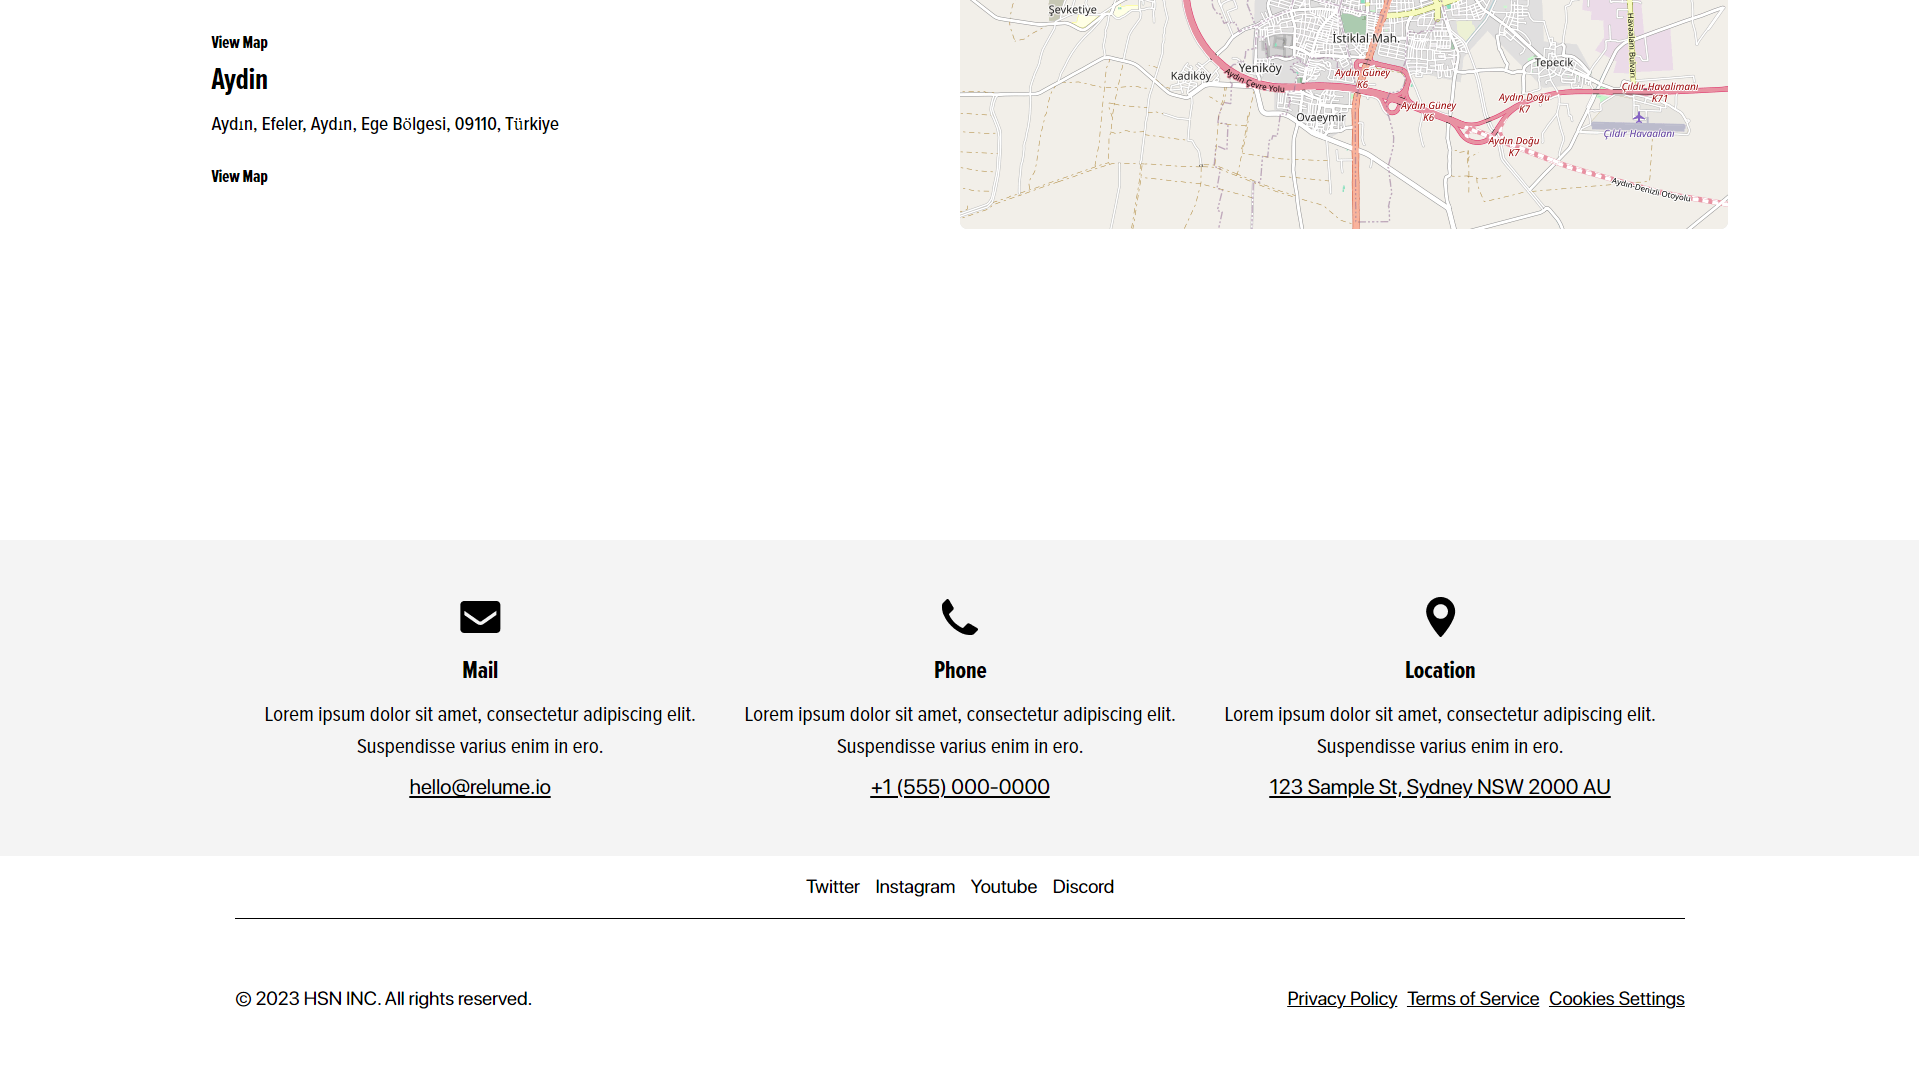 View Map
Aydin
Aydın, Efeler, Aydın, Ege Bölgesi, 09110, Türkiye
View Map
Şevketiye
İstiklal Mah.
Yeniköy
Kadıköy
Aydın Çevre Yolu
Aydın Güney
K6
Aydın Güney
K6
Ovaeymir
Tepecik
Havaalanı Bulvarı
Aydın Doğu
K7
Çıldır Havalimanı
K71
Çıldır Havaalanı
Aydın Doğu
K7
Aydın-Denizli Otoyolu
Mail
Lorem ipsum dolor sit amet, consectetur adipiscing elit.
Suspendisse varius enim in ero.
hello@relume.io
Phone
Lorem ipsum dolor sit amet, consectetur adipiscing elit.
Suspendisse varius enim in ero.
+1 (555) 000-0000
Location
Lorem ipsum dolor sit amet, consectetur adipiscing elit.
Suspendisse varius enim in ero.
123 Sample St, Sydney NSW 2000 AU
Twitter Instagram Youtube Discord
© 2023 HSN INC. All rights reserved.
Privacy Policy Terms of Service Cookies Settings